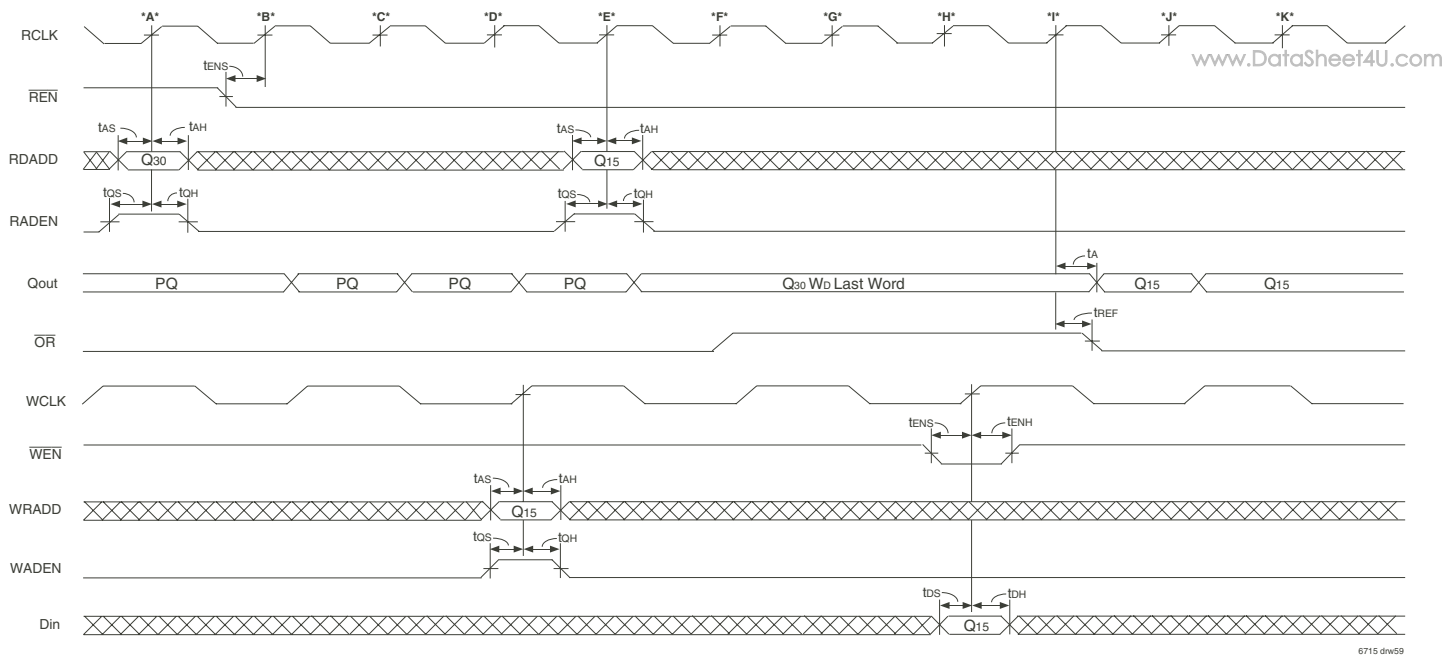 *A* *B* *C* *D* *E* *F* *G* *H* *I* *J* *K*
RCLK
www.DataSheet4U.com
tENS
REN
tAS tAH tAS tAH
RDADD Q30 Q15
tQS tQH tQS tQH
RADEN
tA
Qout PQ PQ PQ PQ Q30 WD Last Word Q15 Q15
tREF
OR
WCLK
tENS tENH
WEN
tAS tAH
WRADD Q15
tQS tQH
WADEN
tDS tDH
Din Q15
6715 drw59